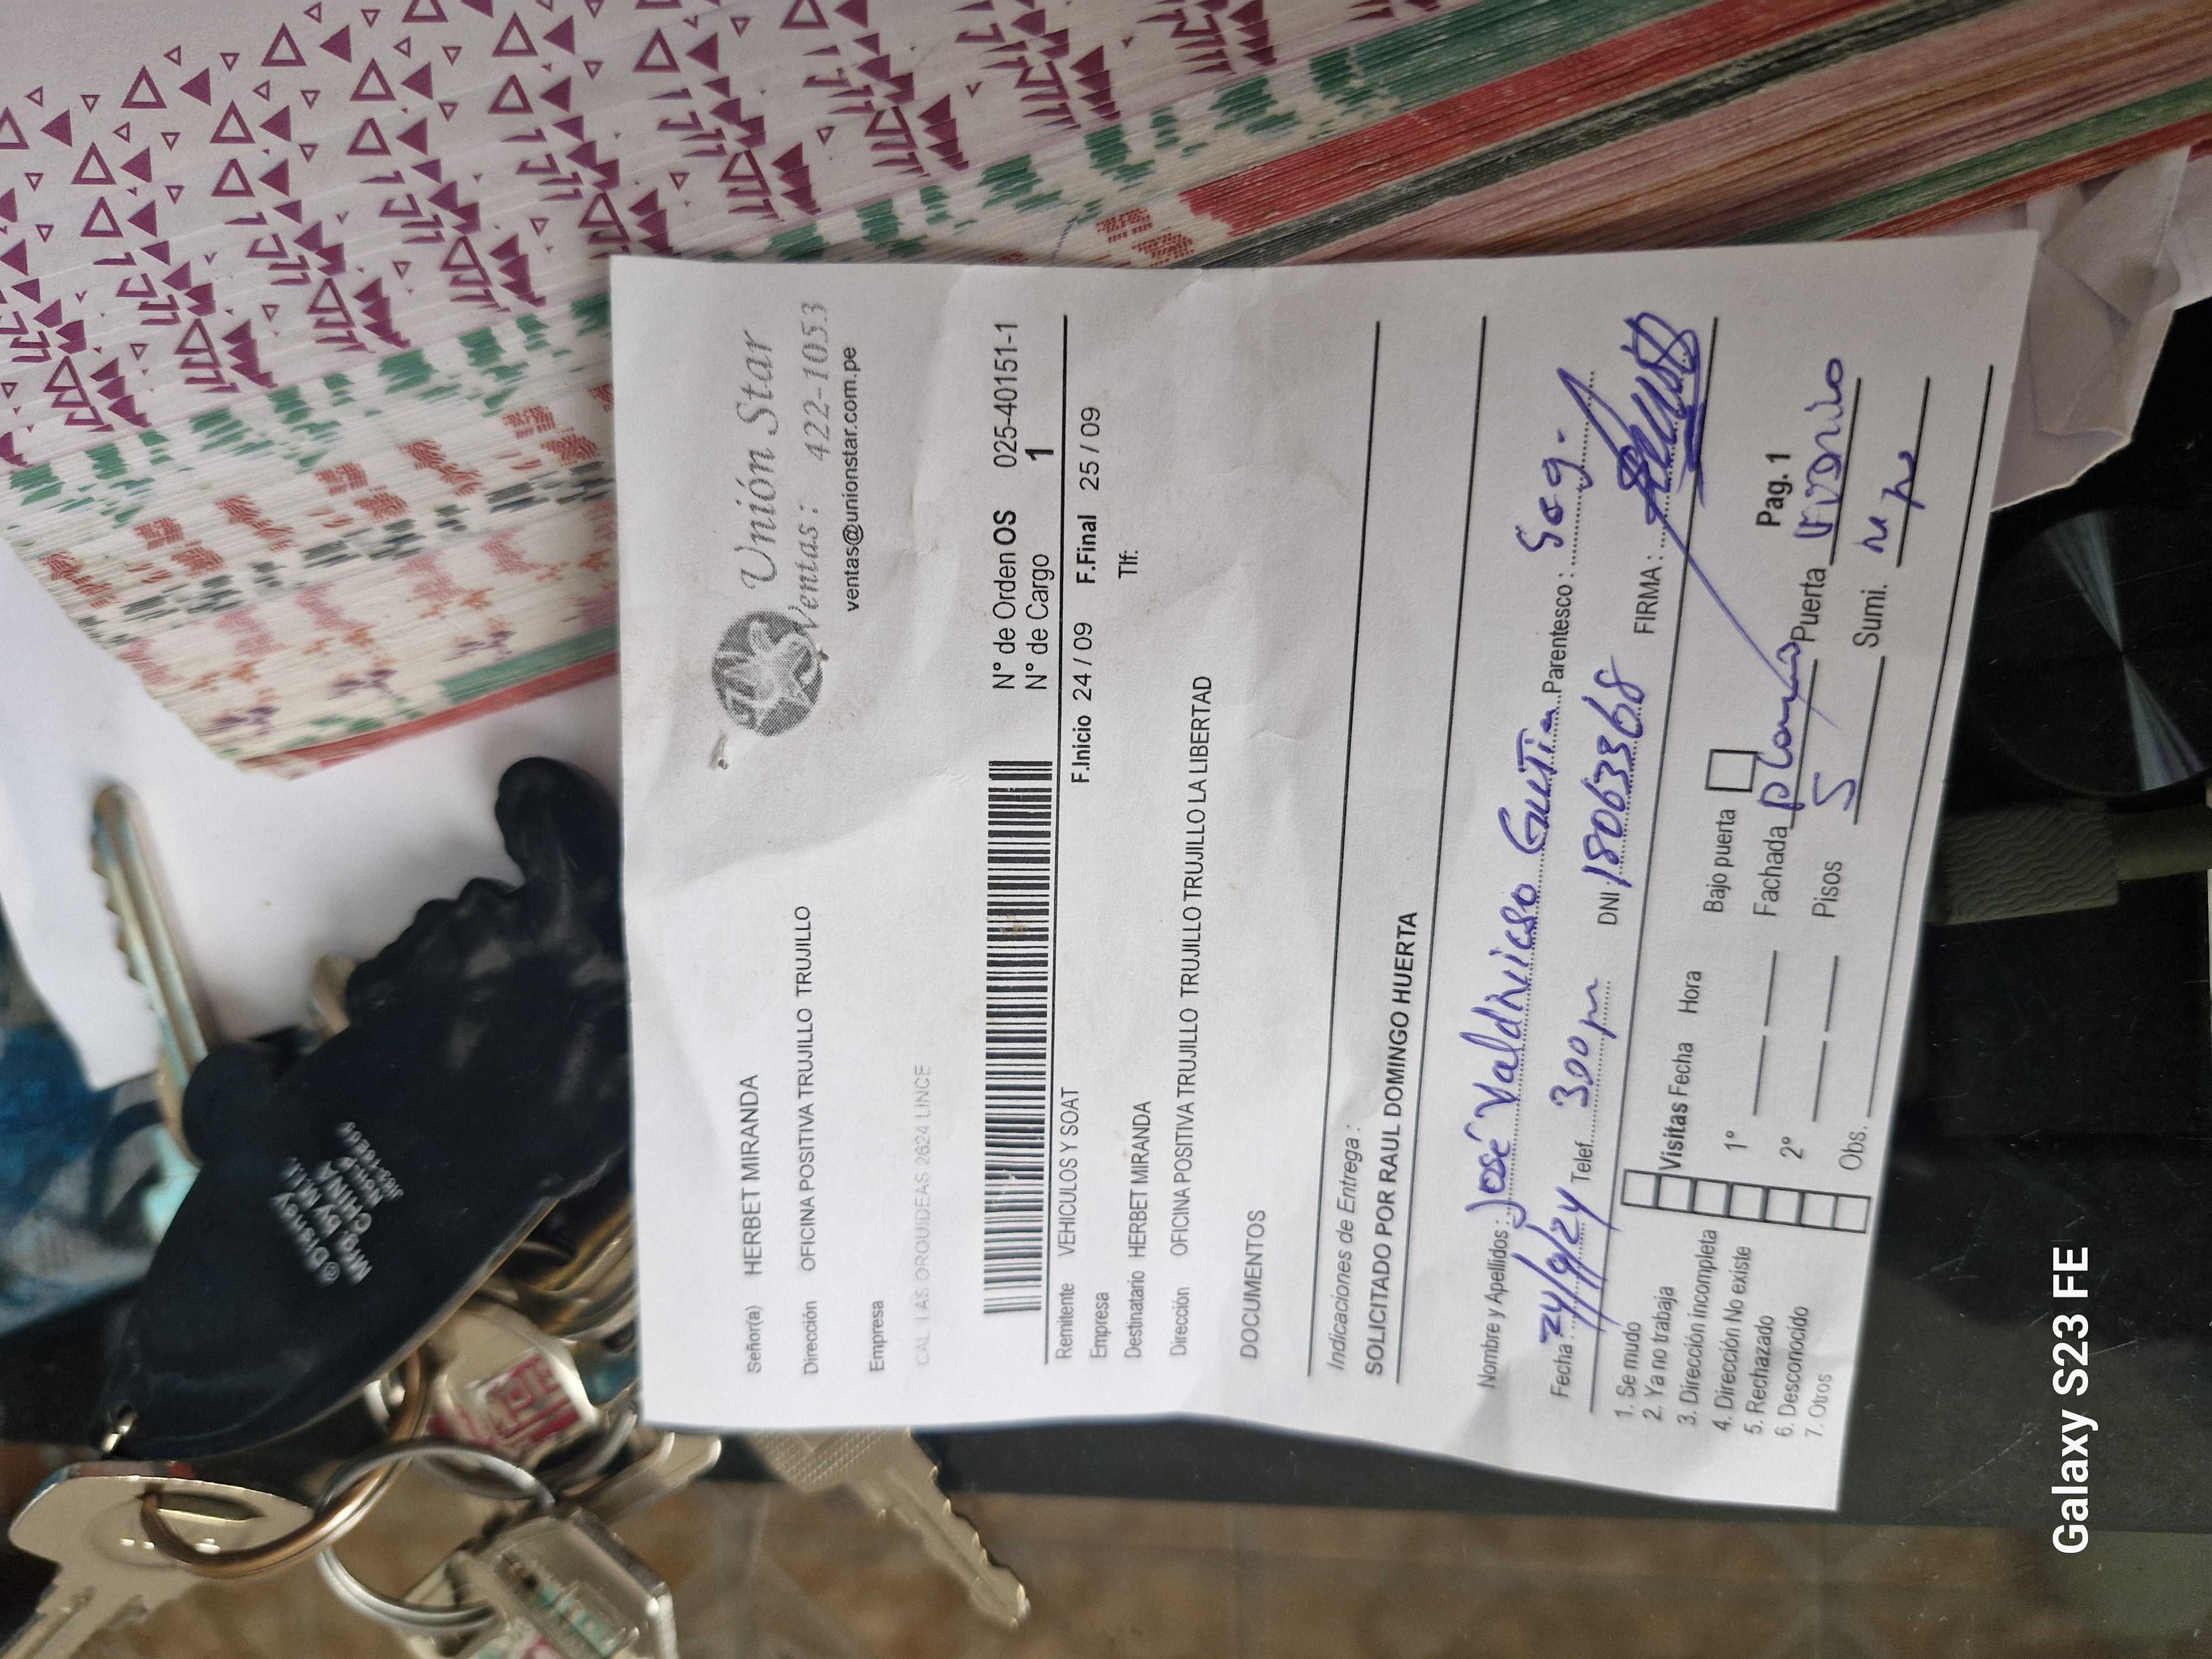 Unión Star
Ventas: 422-1053
ventas@unionstar.com.pe
Señor(a) HERBET MIRANDA
Dirección OFICINA POSITIVA TRUJILLO TRUJILLO
Empresa
CAL LAS ORQUIDEAS 2624 LINCE
N° de Orden OS 025-40151-1
N° de Cargo 1
Remitente VEHICULOS Y SOAT F.Inicio 24 / 09 F.Final 25 / 09
Empresa
Destinatario HERBET MIRANDA Tlf:
Dirección OFICINA POSITIVA TRUJILLO TRUJILLO TRUJILLO LA LIBERTAD
DOCUMENTOS
Indicaciones de Entrega :
SOLICITADO POR RAUL DOMINGO HUERTA
Nombre y Apellidos : José Valdivieso Parentesco : Seg.
Fecha : 24/9/24 Telef. 300 pm DNI : 18063368 FIRMA :
1. Se mudo
2. Ya no trabaja
3. Dirección incompleta
4. Dirección No existe
5. Rechazado
6. Desconocido
7. Otros
Visitas Fecha Hora
1°
2°
Obs.
Bajo puerta
Fachada Puerta Vidrio
Pisos 5 Sumi.
Pag. 1
© Disney
Mfg. by M.I.I.
CHINA
Galaxy S23 FE